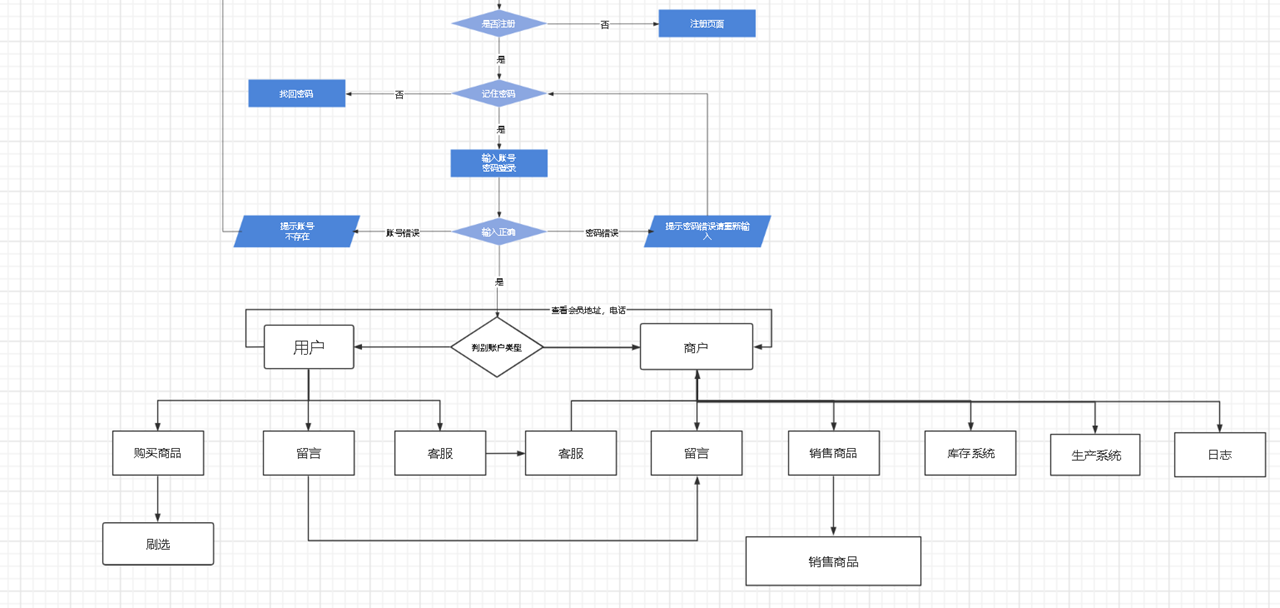 是否注册
否
注册页面
是
找回密码
否
记住密码
是
输入账号
密码登录
提示账号
不存在
账号错误
输入正确
密码错误
提示密码错误请重新输
入
是
查看会员地址，电话
用户
判别账户类型
商户
购买商品
留言
客服
客服
留言
销售商品
库存系统
生产系统
日志
刷选
销售商品